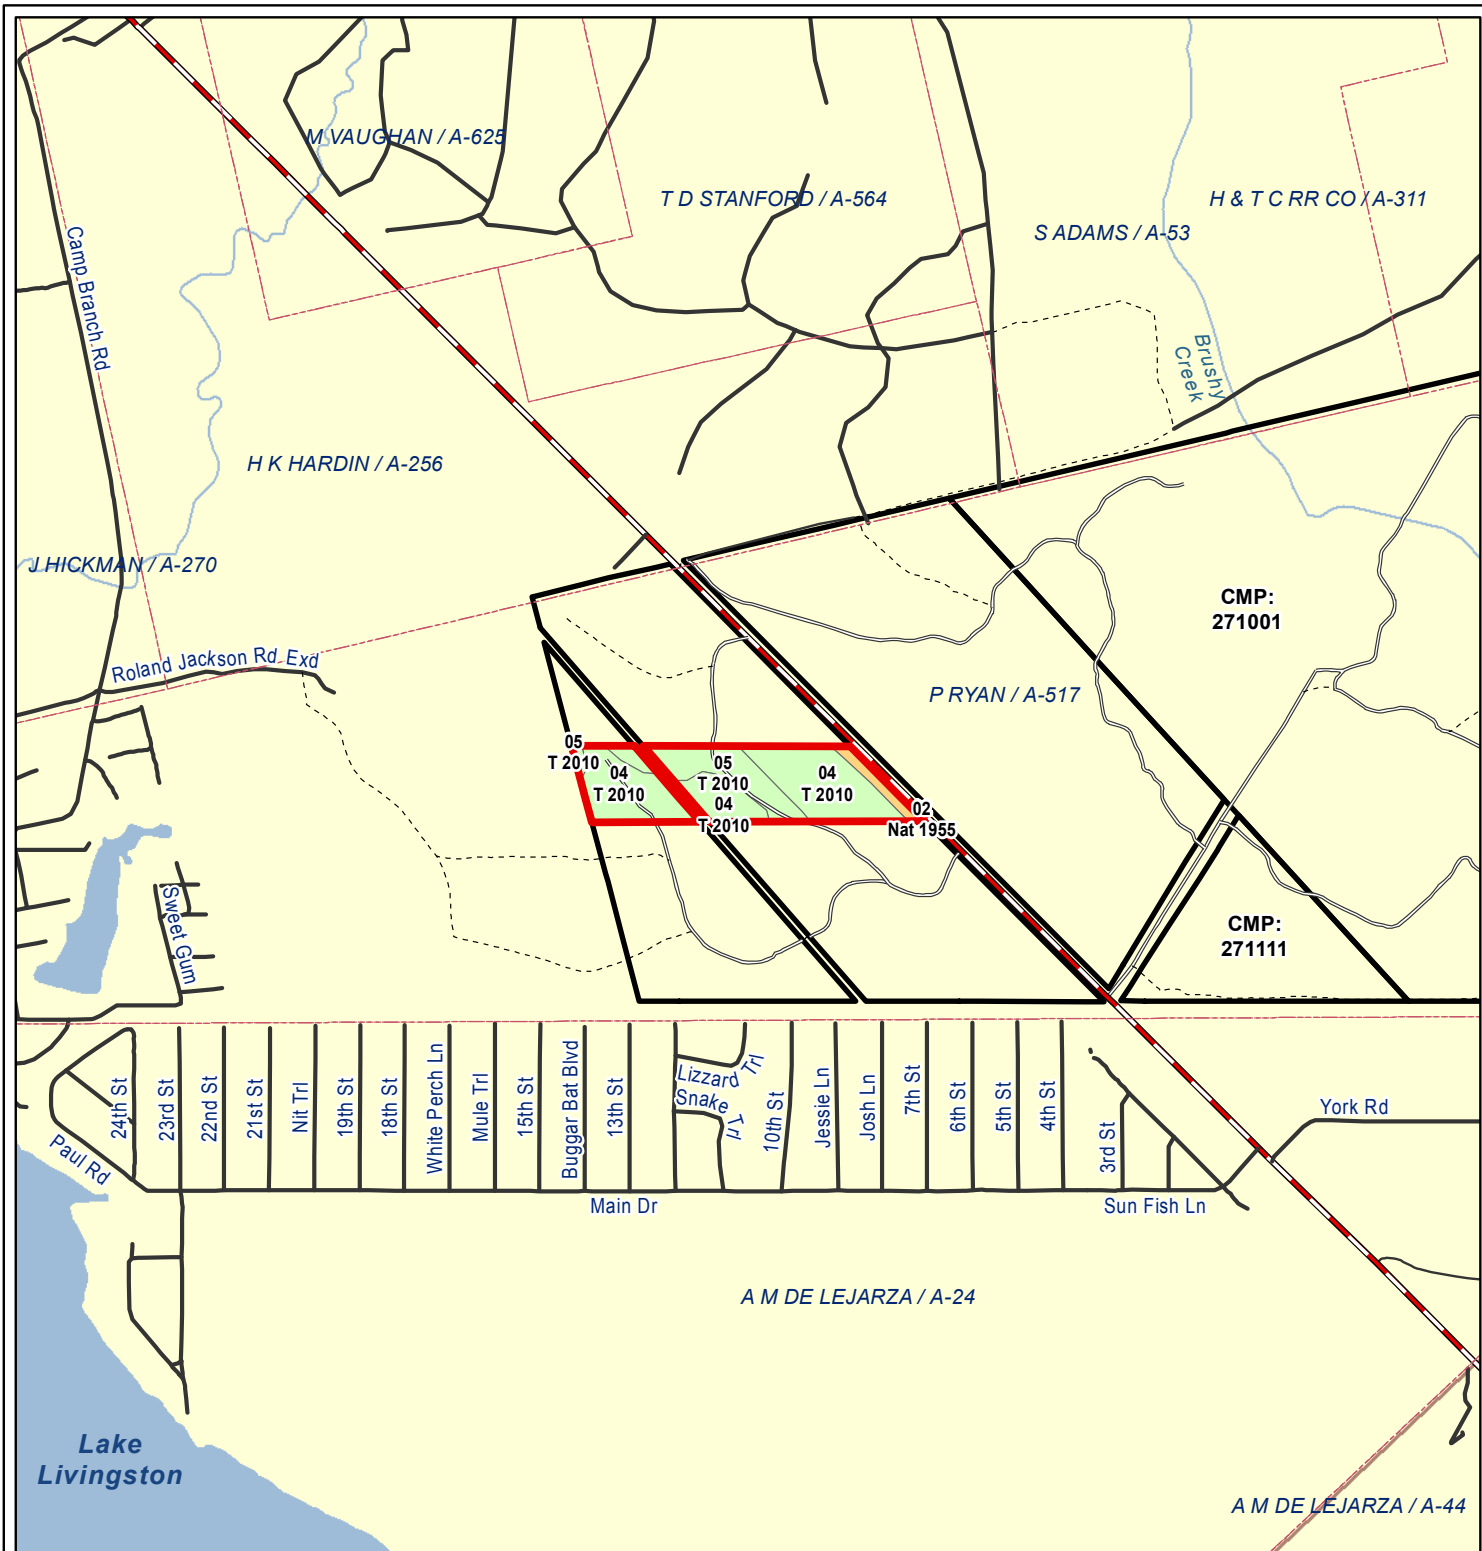 M VAUGHAN / A-625
T D STANFORD / A-564
H & T C RR CO / A-311
S ADAMS / A-53
Camp Branch Rd
Brushy
Creek
H K HARDIN / A-256
J HICKMAN / A-270
CMP:
271001
Roland Jackson Rd Exd
P RYAN / A-517
05
T 2010
04
T 2010
05
T 2010
04
T 2010
04
T 2010
02
Nat 1955
Sweet Gum
CMP:
271111
24th St
23rd St
22nd St
21st St
Nit Trl
19th St
18th St
White Perch Ln
Mule Trl
15th St
Buggar Bat Blvd
13th St
Lizzard Trl
Snake Trl
10th St
Jessie Ln
Josh Ln
7th St
6th St
5th St
4th St
3rd St
York Rd
Paul Rd
Main Dr
Sun Fish Ln
A M DE LEJARZA / A-24
Lake
Livingston
A M DE LEJARZA / A-44